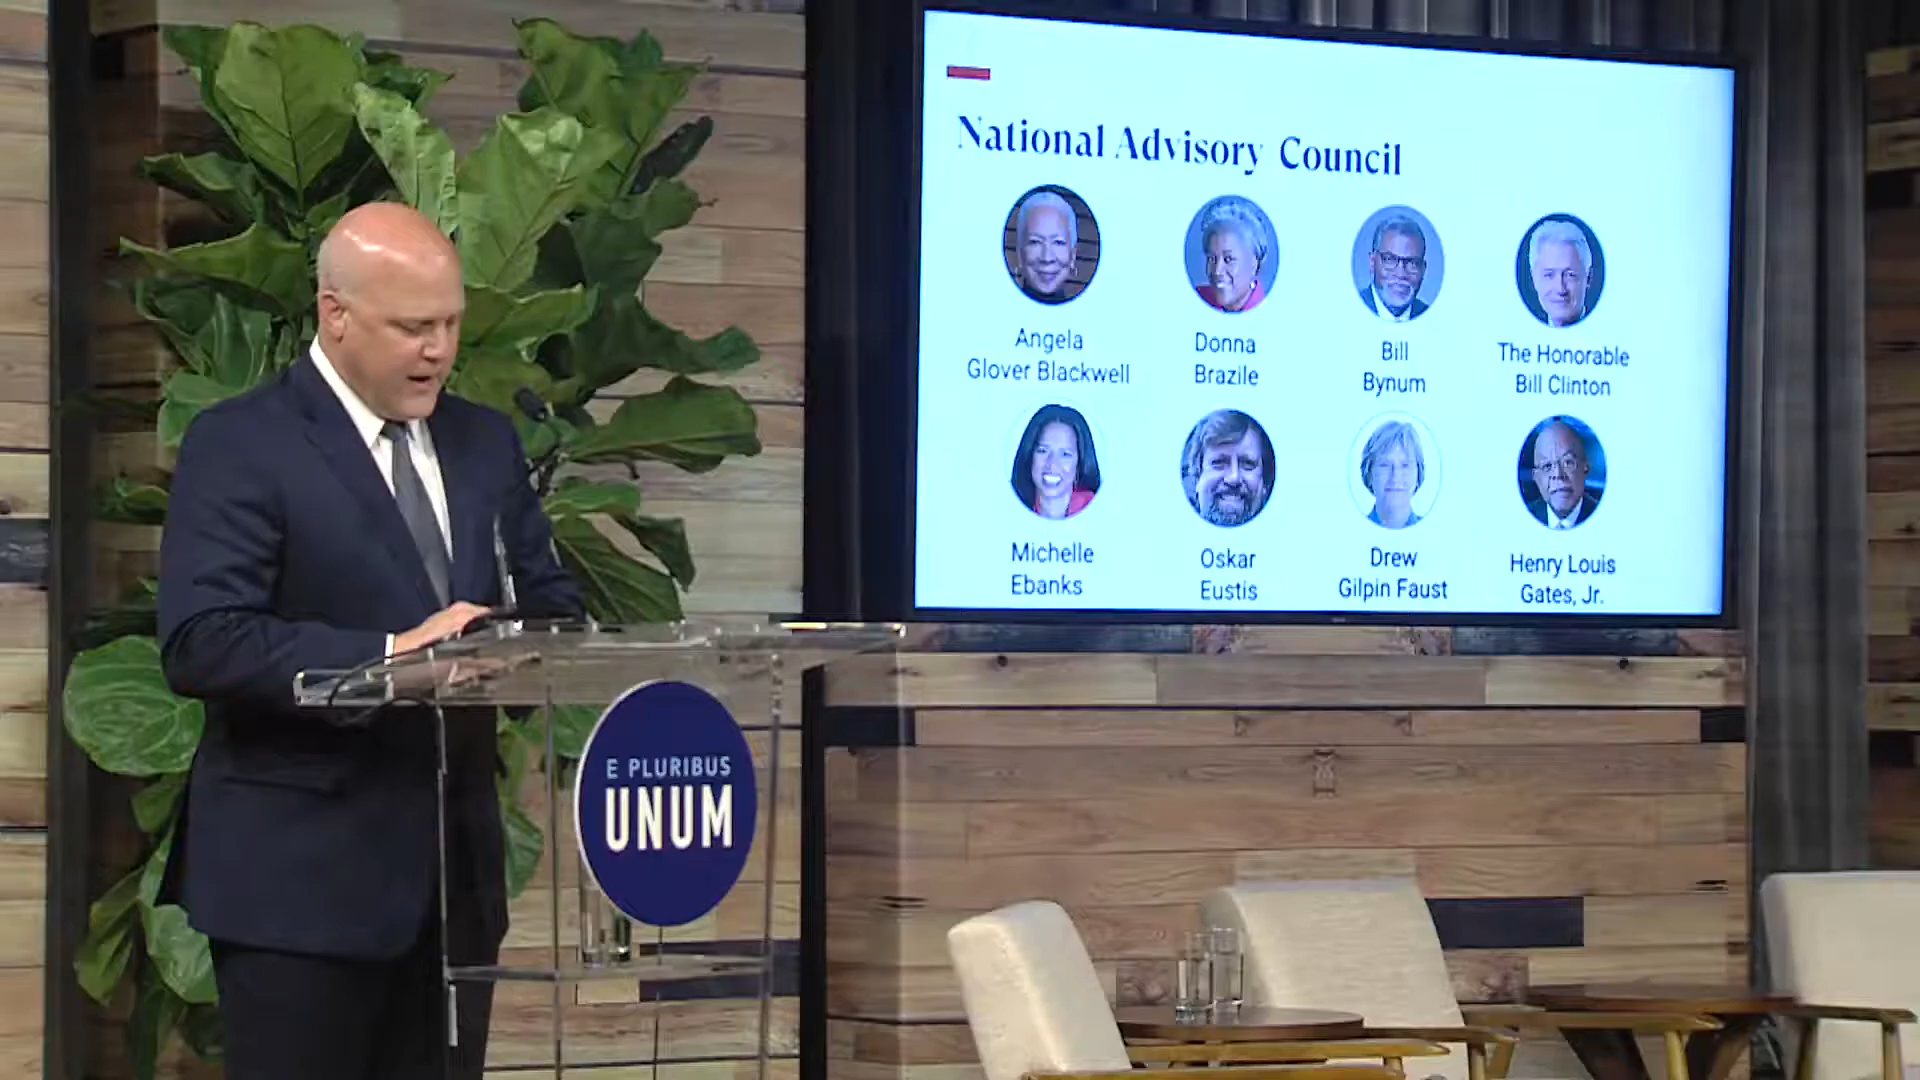 National Advisory Council
Angela
Glover Blackwell
Donna
Brazile
Bill
Bynum
The Honorable
Bill Clinton
Michelle
Ebanks
Oskar
Eustis
Drew
Gilpin Faust
Henry Louis
Gates, Jr.
E PLURIBUS
UNUM